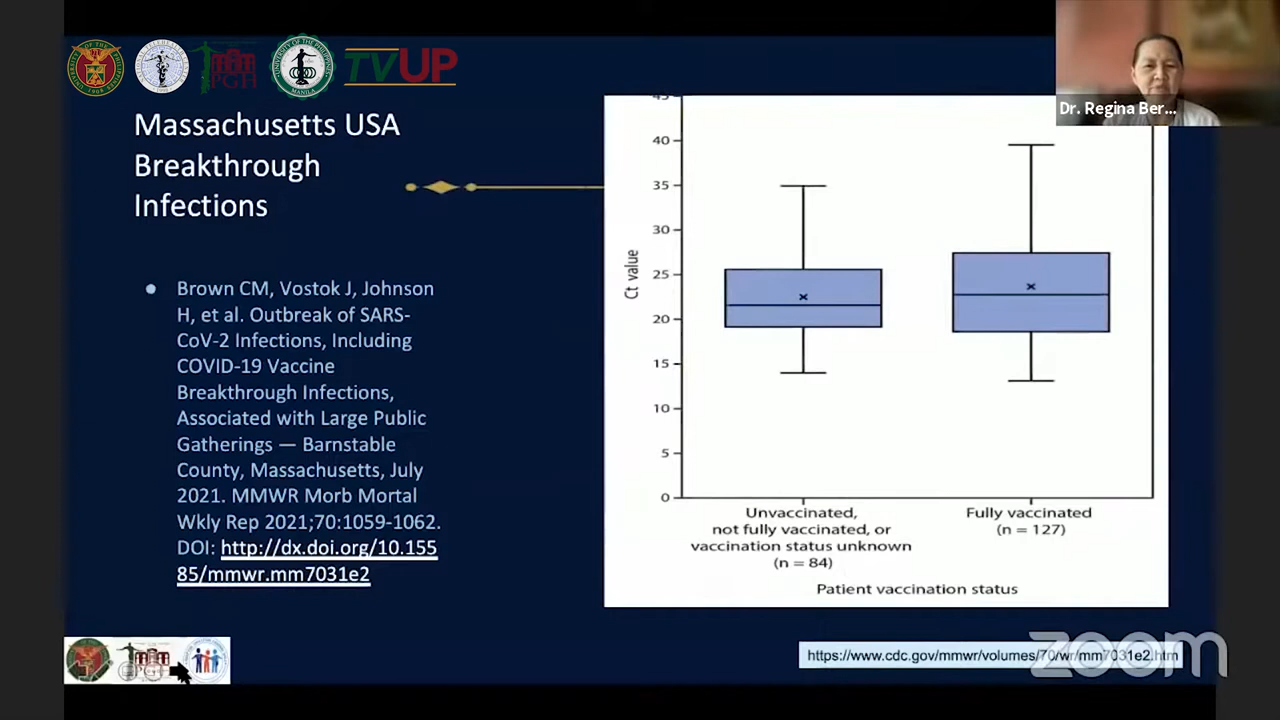 TVUP
PGH
Dr. Regina Ber...
Massachusetts USA
Breakthrough
Infections
Brown CM, Vostok J, Johnson
H, et al. Outbreak of SARS-
CoV-2 Infections, Including
COVID-19 Vaccine
Breakthrough Infections,
Associated with Large Public
Gatherings — Barnstable
County, Massachusetts, July
2021. MMWR Morb Mortal
Wkly Rep 2021;70:1059-1062.
DOI: http://dx.doi.org/10.155
85/mmwr.mm7031e2
Ct value
45
40
35
30
25
20
15
10
5
0
Unvaccinated,
not fully vaccinated, or
vaccination status unknown
(n = 84)
Fully vaccinated
(n = 127)
Patient vaccination status
https://www.cdc.gov/mmwr/volumes/70/wr/mm7031e2.htm
zoom